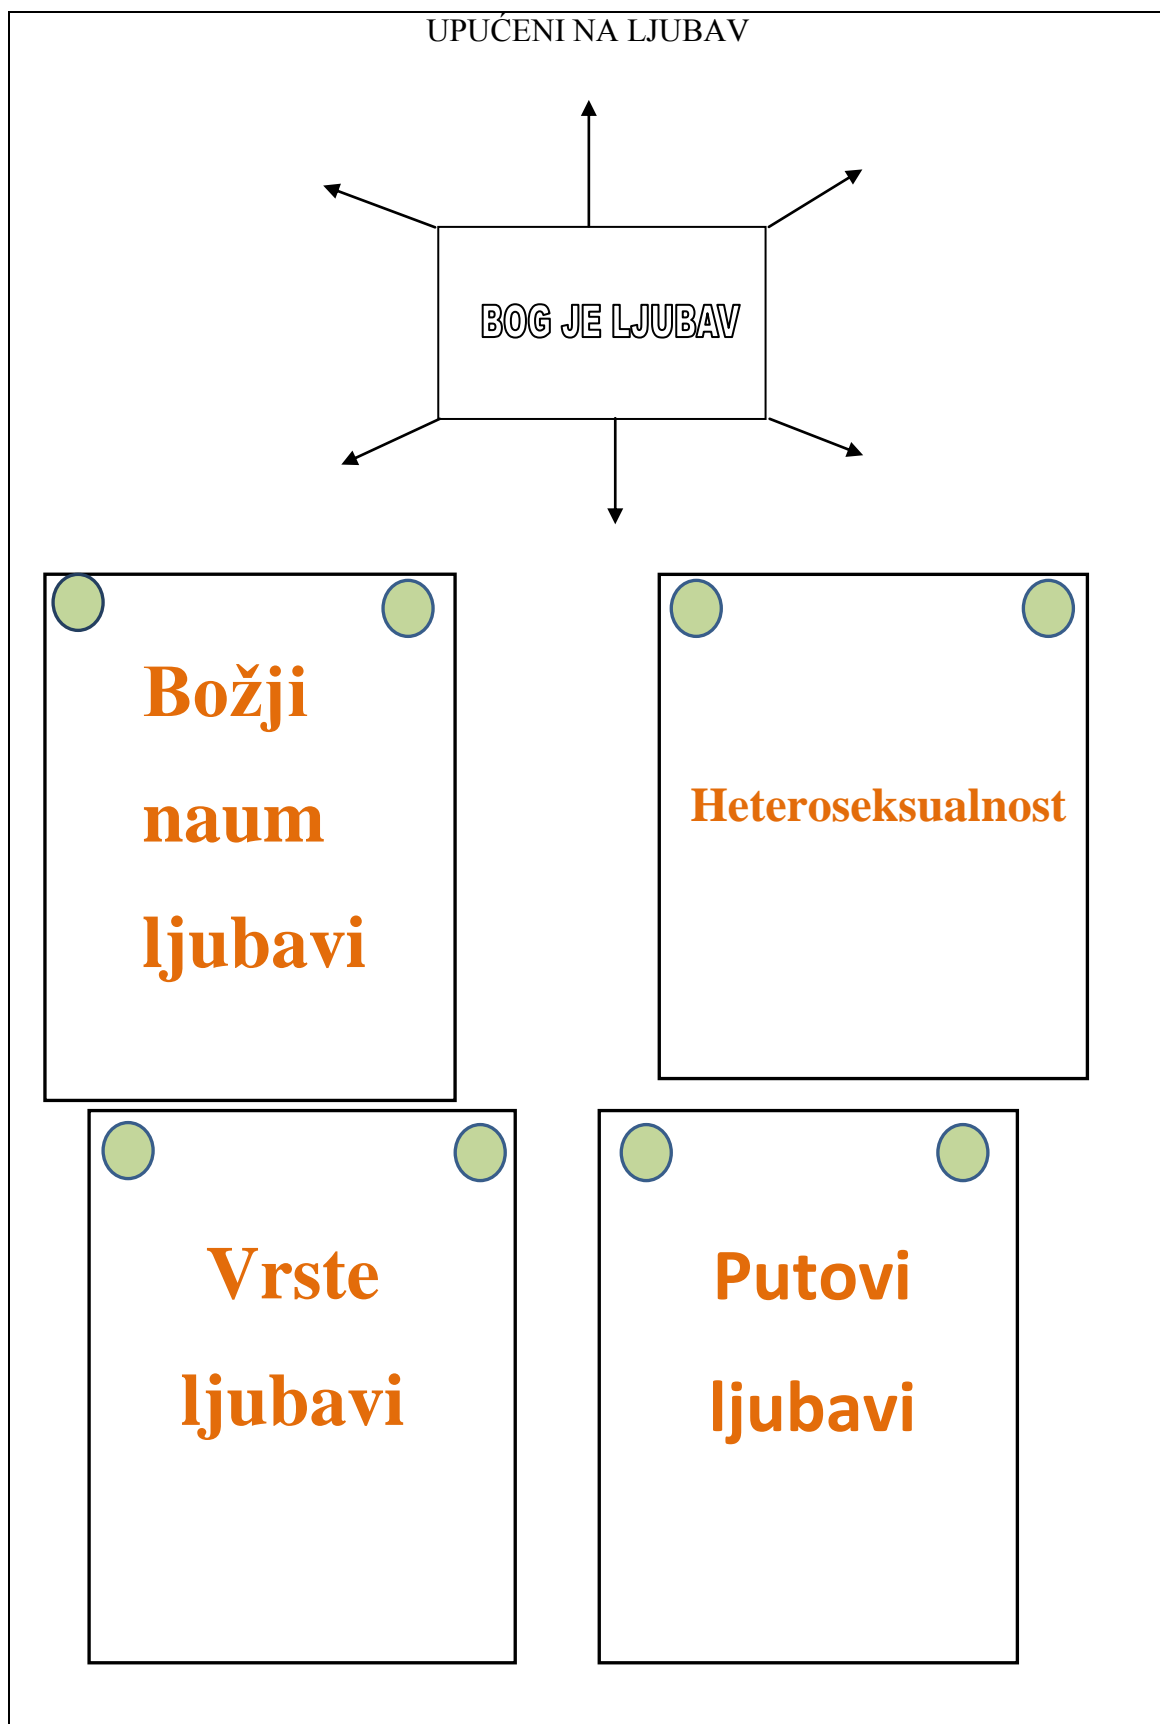 UPUĆENI NA LJUBAV
BOG JE LJUBAV
Božji
naum
ljubavi
Heteroseksualnost
Vrste
ljubavi
Putovi
ljubavi